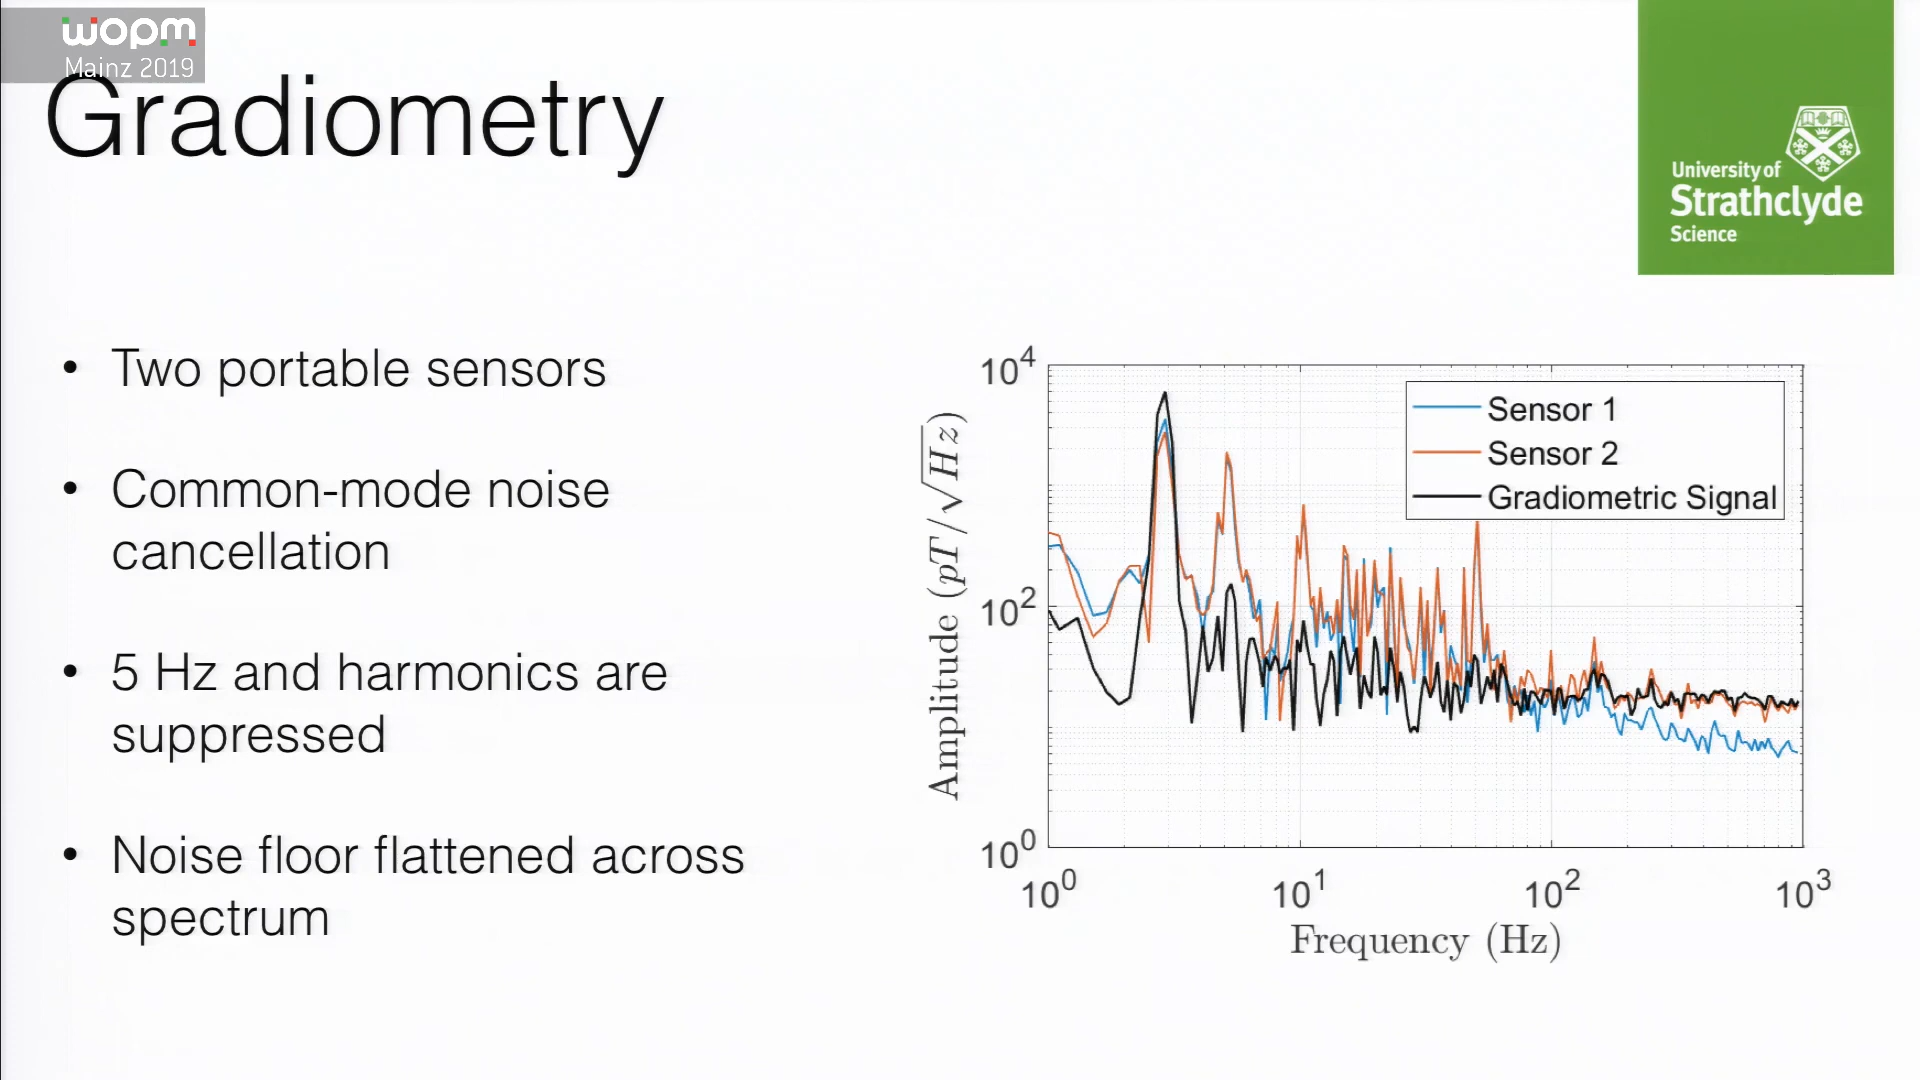 wopm
Mainz 2019
Gradiometry
University of
Strathclyde
Science
• Two portable sensors
• Common-mode noise
cancellation
• 5 Hz and harmonics are
suppressed
• Noise floor flattened across
spectrum
Sensor 1
Sensor 2
Gradiometric Signal
Amplitude (pT/√Hz)
10⁴
10²
10⁰
10⁰ 10¹ 10² 10³
Frequency (Hz)